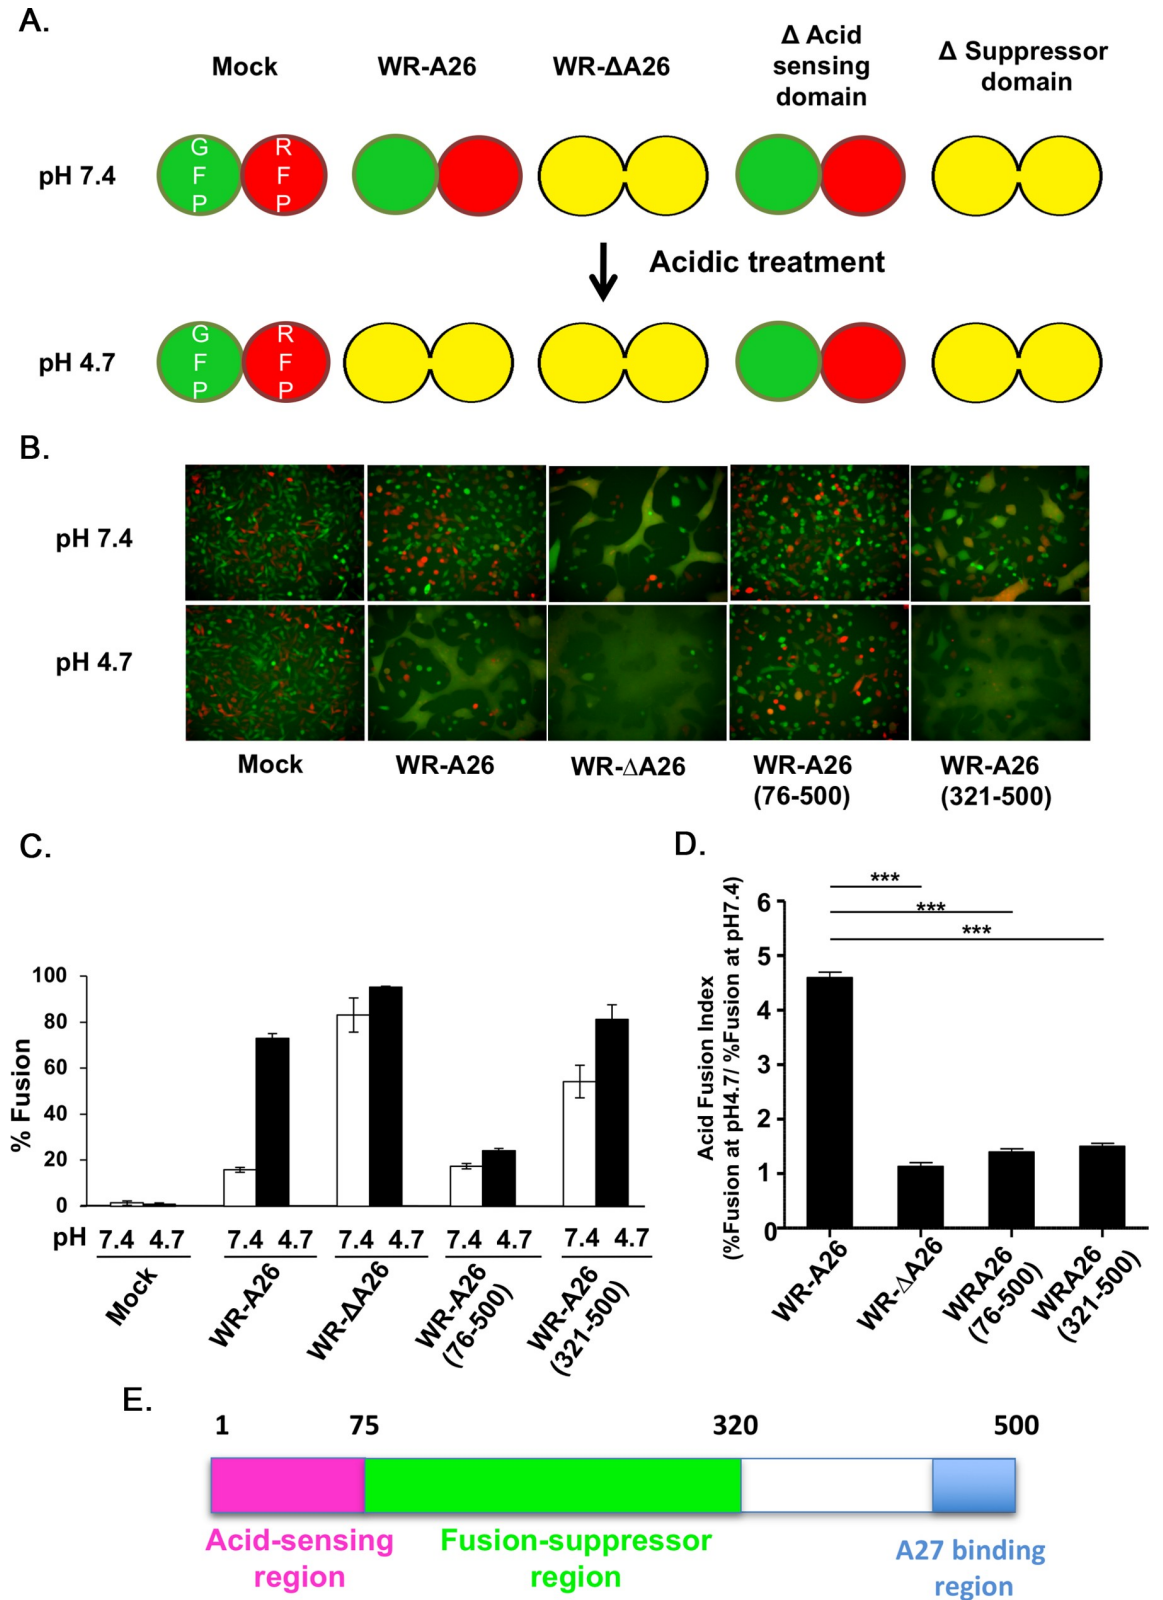 A.
Mock
WR-A26
WR-ΔA26
Δ Acid
sensing
domain
Δ Suppressor
domain
pH 7.4
G
F
P
R
F
P
Acidic treatment
pH 4.7
G
F
P
R
F
P
B.
pH 7.4
pH 4.7
Mock
WR-A26
WR-ΔA26
WR-A26
(76-500)
WR-A26
(321-500)
C.
% Fusion
100
80
60
40
20
0
pH
7.4 4.7
7.4 4.7
7.4 4.7
7.4 4.7
7.4 4.7
Mock
WR-A26
WR-ΔA26
WR-A26
(76-500)
WR-A26
(321-500)
D.
Acid Fusion Index
(%Fusion at pH4.7/ %Fusion at pH7.4)
6
5
4
3
2
1
0
***
***
***
WR-A26
WR-ΔA26
WRA26
(76-500)
WRA26
(321-500)
E.
1 75 320 500
Acid-sensing
region
Fusion-suppressor
region
A27 binding
region